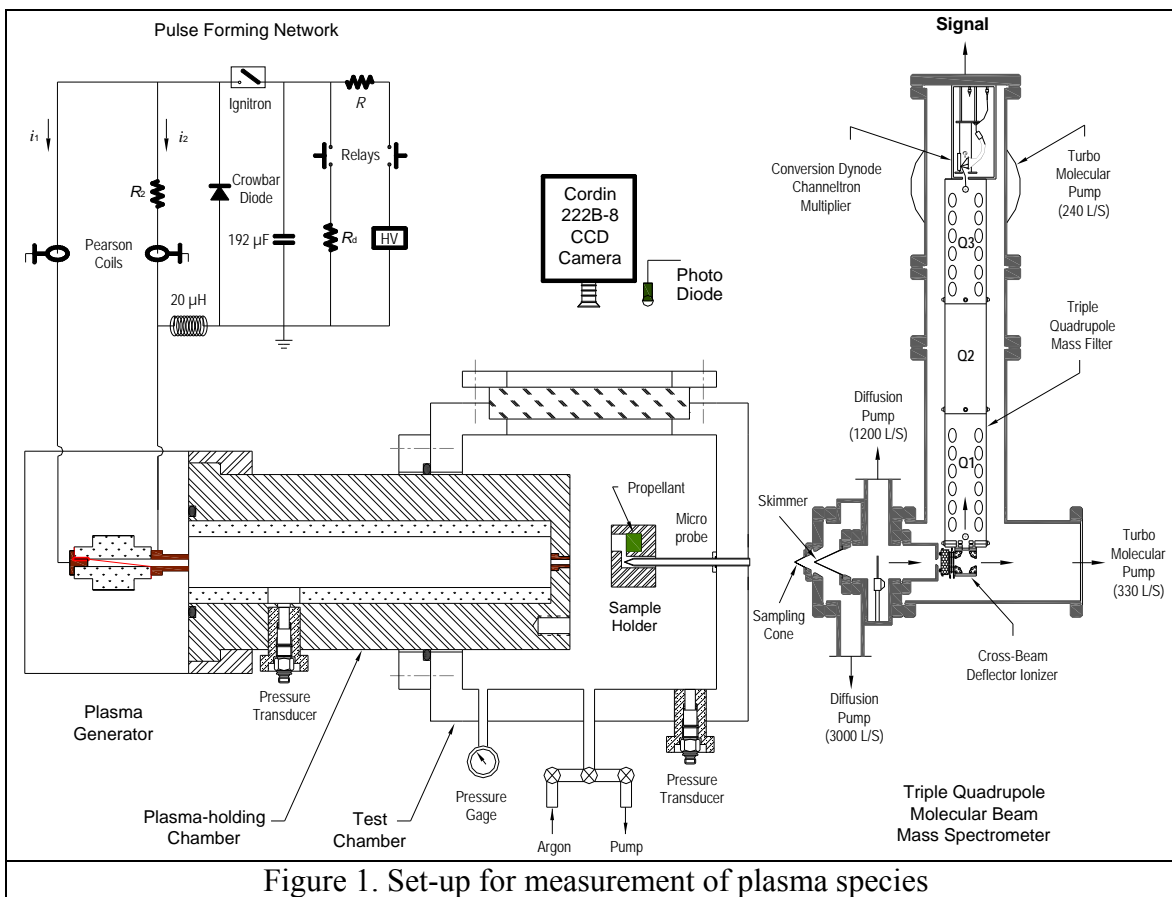 Pulse Forming Network
Ignitron
R
i1
i2
R2
Crowbar
Diode
192 µF
Relays
Rd
HV
Pearson
Coils
20 µH
Cordin
222B-8
CCD
Camera
Photo
Diode
Plasma
Generator
Pressure
Transducer
Plasma-holding
Chamber
Test
Chamber
Pressure
Gage
Argon
Pump
Pressure
Transducer
Propellant
Micro
probe
Sample
Holder
Signal
Conversion Dynode
Channeltron
Multiplier
Turbo
Molecular
Pump
(240 L/S)
Q3
Q2
Q1
Triple
Quadrupole
Mass Filter
Diffusion
Pump
(1200 L/S)
Skimmer
Sampling
Cone
Turbo
Molecular
Pump
(330 L/S)
Cross-Beam
Deflector Ionizer
Diffusion
Pump
(3000 L/S)
Triple Quadrupole
Molecular Beam
Mass Spectrometer
Figure 1. Set-up for measurement of plasma species